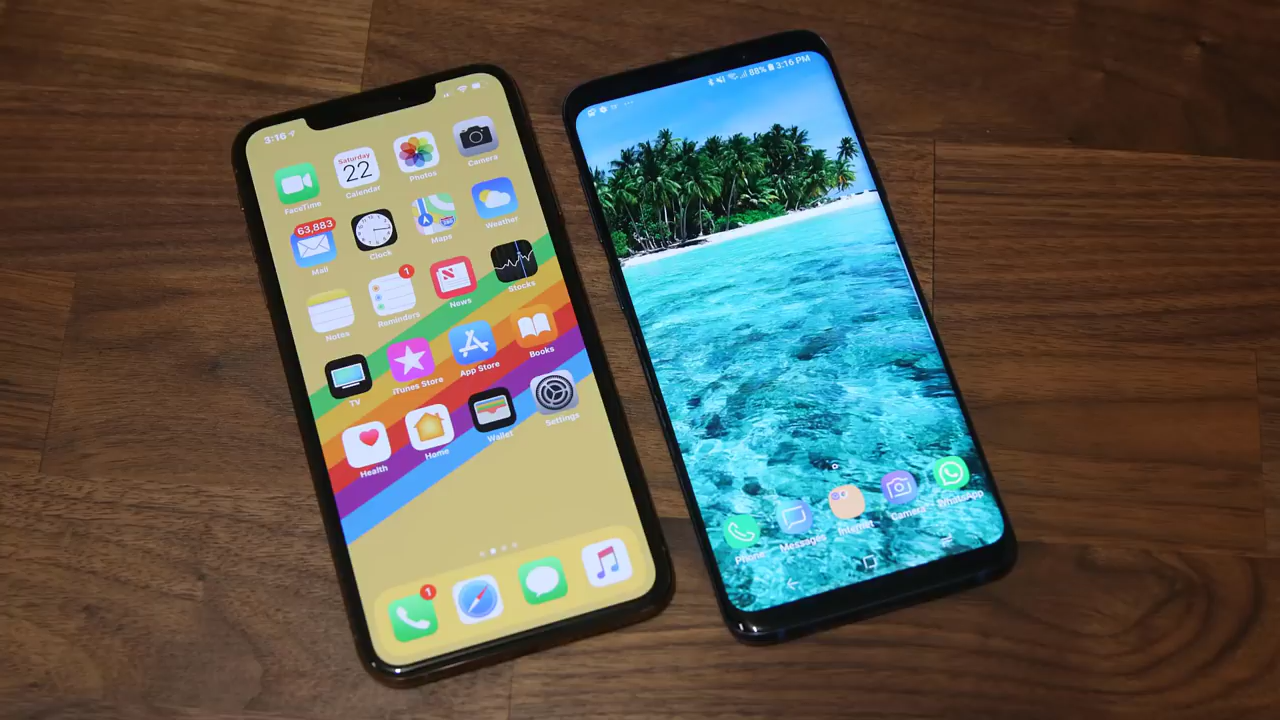 3:16
FaceTime
Saturday
22
Calendar
Photos
Camera
63,883
Mail
Clock
Maps
Weather
Notes
1
Reminders
News
Stocks
TV
iTunes Store
App Store
Books
Health
Home
Wallet
Settings
1
88% 3:16 PM
Phone
Messages
Internet
Camera
WhatsApp